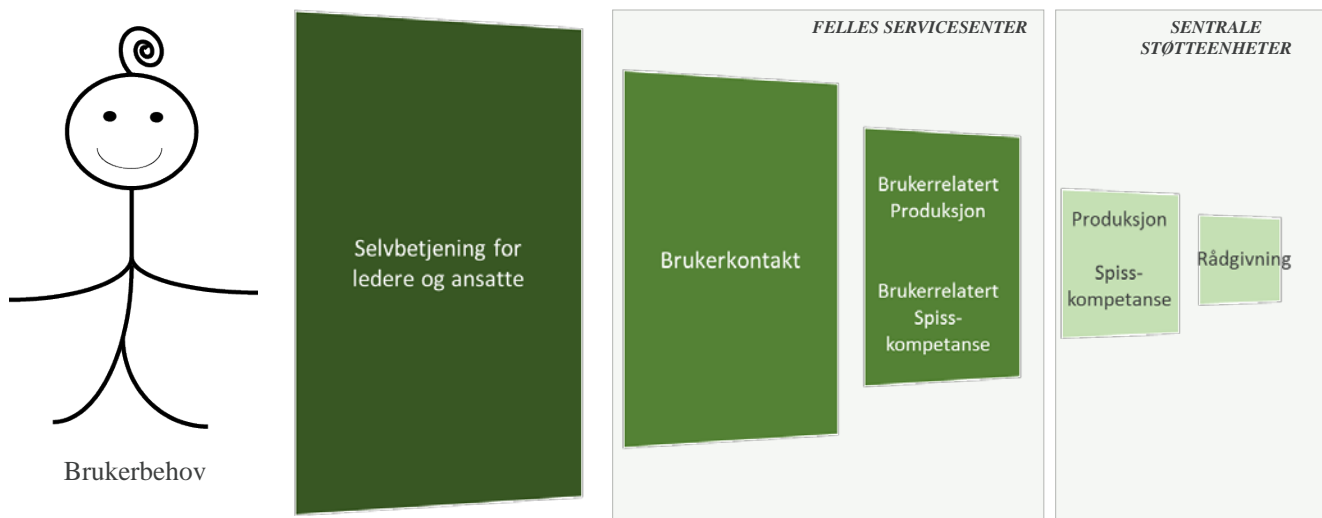 Brukerbehov
Selvbetjening for
ledere og ansatte
FELLES SERVICESENTER
Brukerkontakt
Brukerrelatert
Produksjon
Brukerrelatert
Spiss-
kompetanse
SENTRALE
STØTTEENHETER
Produksjon
Spiss-
kompetanse
Rådgivning